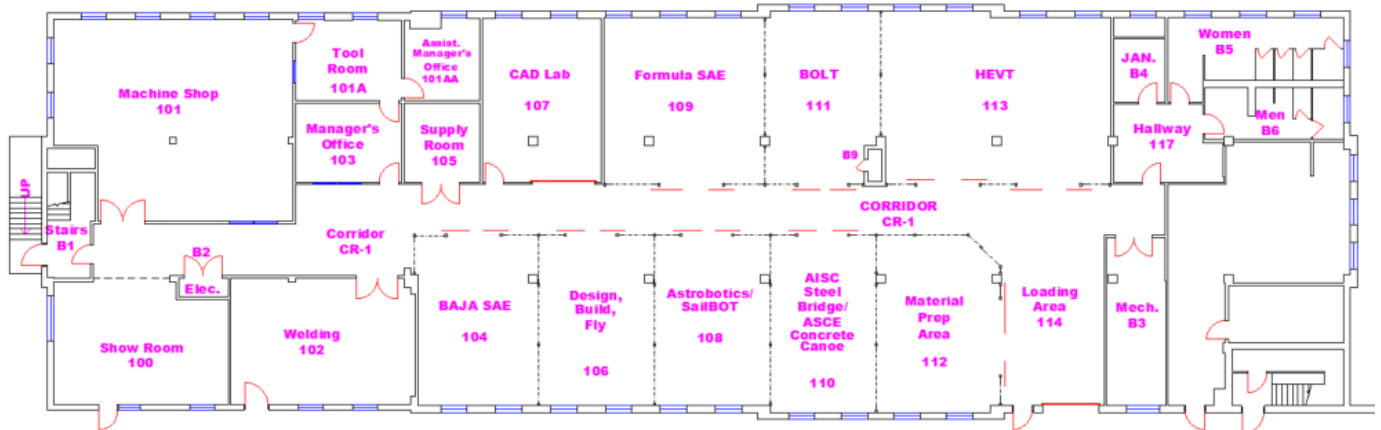 Machine Shop
101
Tool
Room
101A
Assist.
Manager's
Office
101AA
CAD Lab
107
Formula SAE
109
BOLT
111
HEVT
113
JAN.
B4
Women
B5
Men
B6
Hallway
117
Manager's
Office
103
Supply
Room
105
B9
UP
Stairs
B1
B2
Elec.
Corridor
CR-1
CORRIDOR
CR-1
Show Room
100
Welding
102
BAJA SAE
104
Design,
Build,
Fly
106
Astrobotics/
SailBOT
108
AISC
Steel
Bridge/
ASCE
Concrete
Canoe
110
Material
Prep
Area
112
Loading
Area
114
Mech.
B3